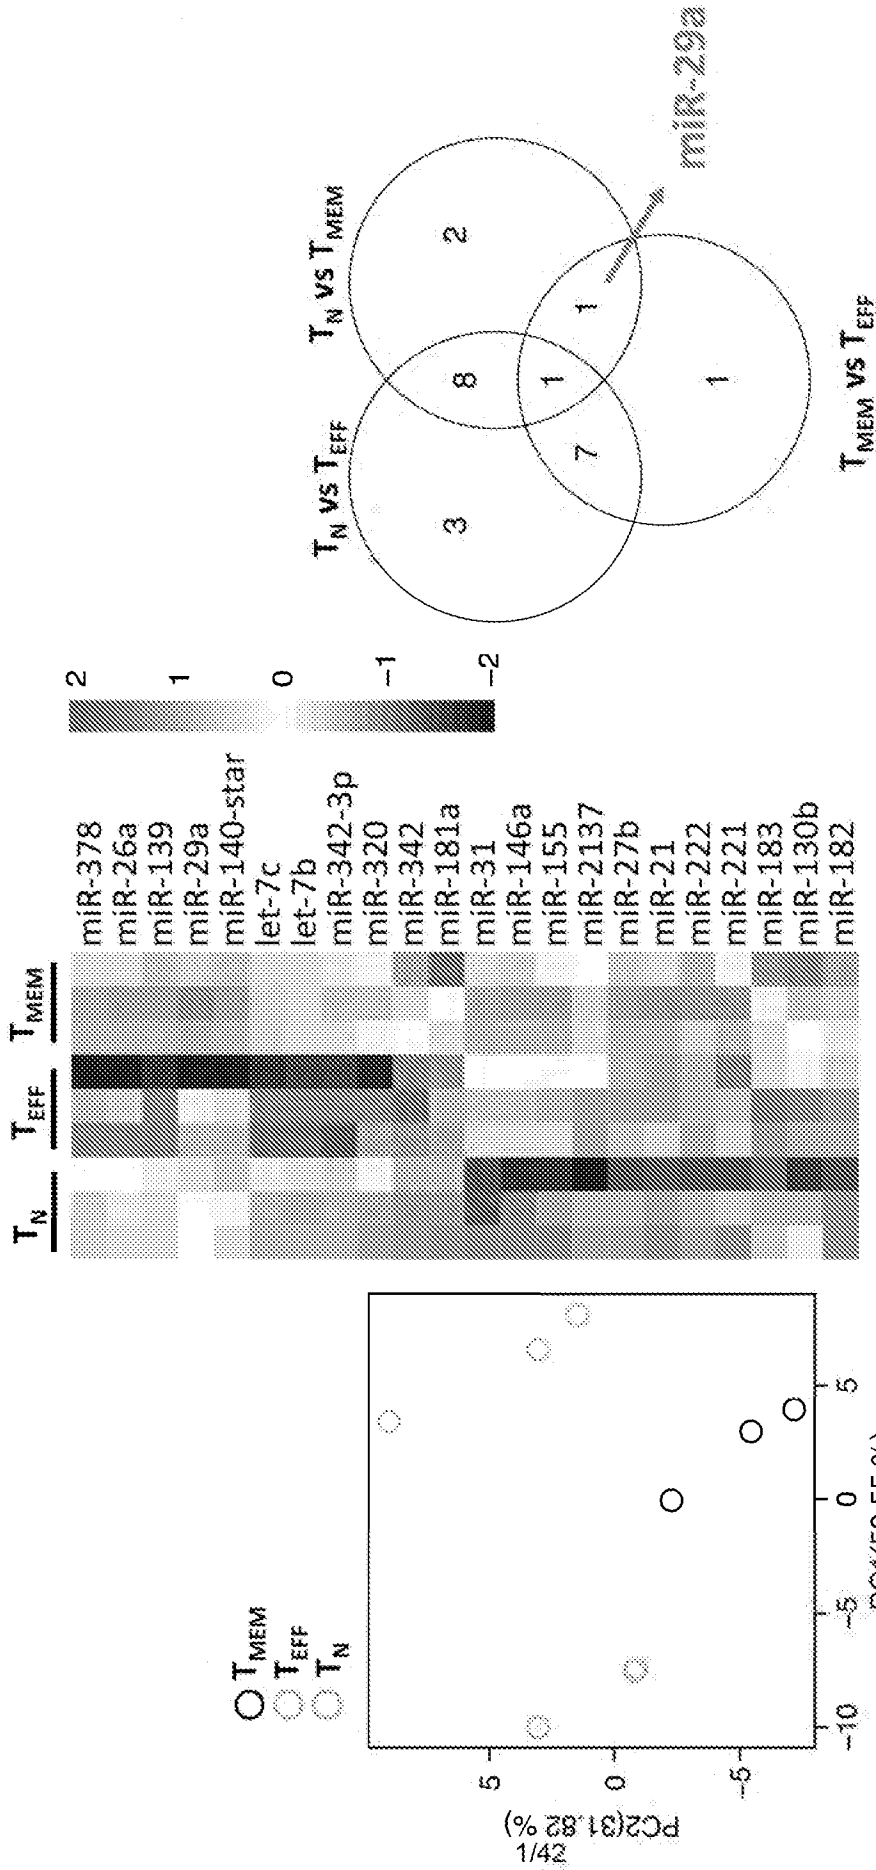 T_MEM
T_EFF
T_N
PC2(31.82 %)
5
0
-5
-10
-5
0
5
T_N
T_EFF
T_MEM
miR-378
miR-26a
miR-139
miR-29a
miR-140-star
let-7c
let-7b
miR-342-3p
miR-320
miR-342
miR-181a
miR-31
miR-146a
miR-155
miR-2137
miR-27b
miR-21
miR-222
miR-221
miR-183
miR-130b
miR-182
2
1
0
-1
-2
T_N vs T_EFF
T_N vs T_MEM
3
8
2
7
1
1
1
miR-29a
T_MEM vs T_EFF
1/42